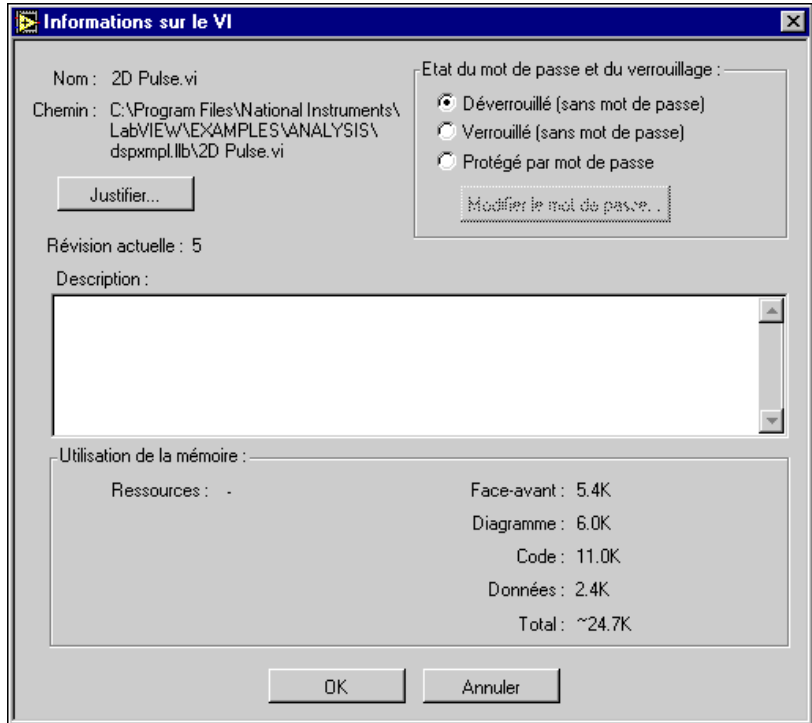 Informations sur le VI
Nom : 2D Pulse.vi
Chemin : C:\Program Files\National Instruments\
LabVIEW\EXAMPLES\ANALYSIS\
dspxmpl.llb\2D Pulse.vi
Justifier...
Etat du mot de passe et du verrouillage :
Déverrouillé (sans mot de passe)
Verrouillé (sans mot de passe)
Protégé par mot de passe
Modifier le mot de passe...
Révision actuelle : 5
Description :
Utilisation de la mémoire :
Ressources : -
Face-avant : 5.4K
Diagramme : 6.0K
Code : 11.0K
Données : 2.4K
Total : ~24.7K
OK
Annuler